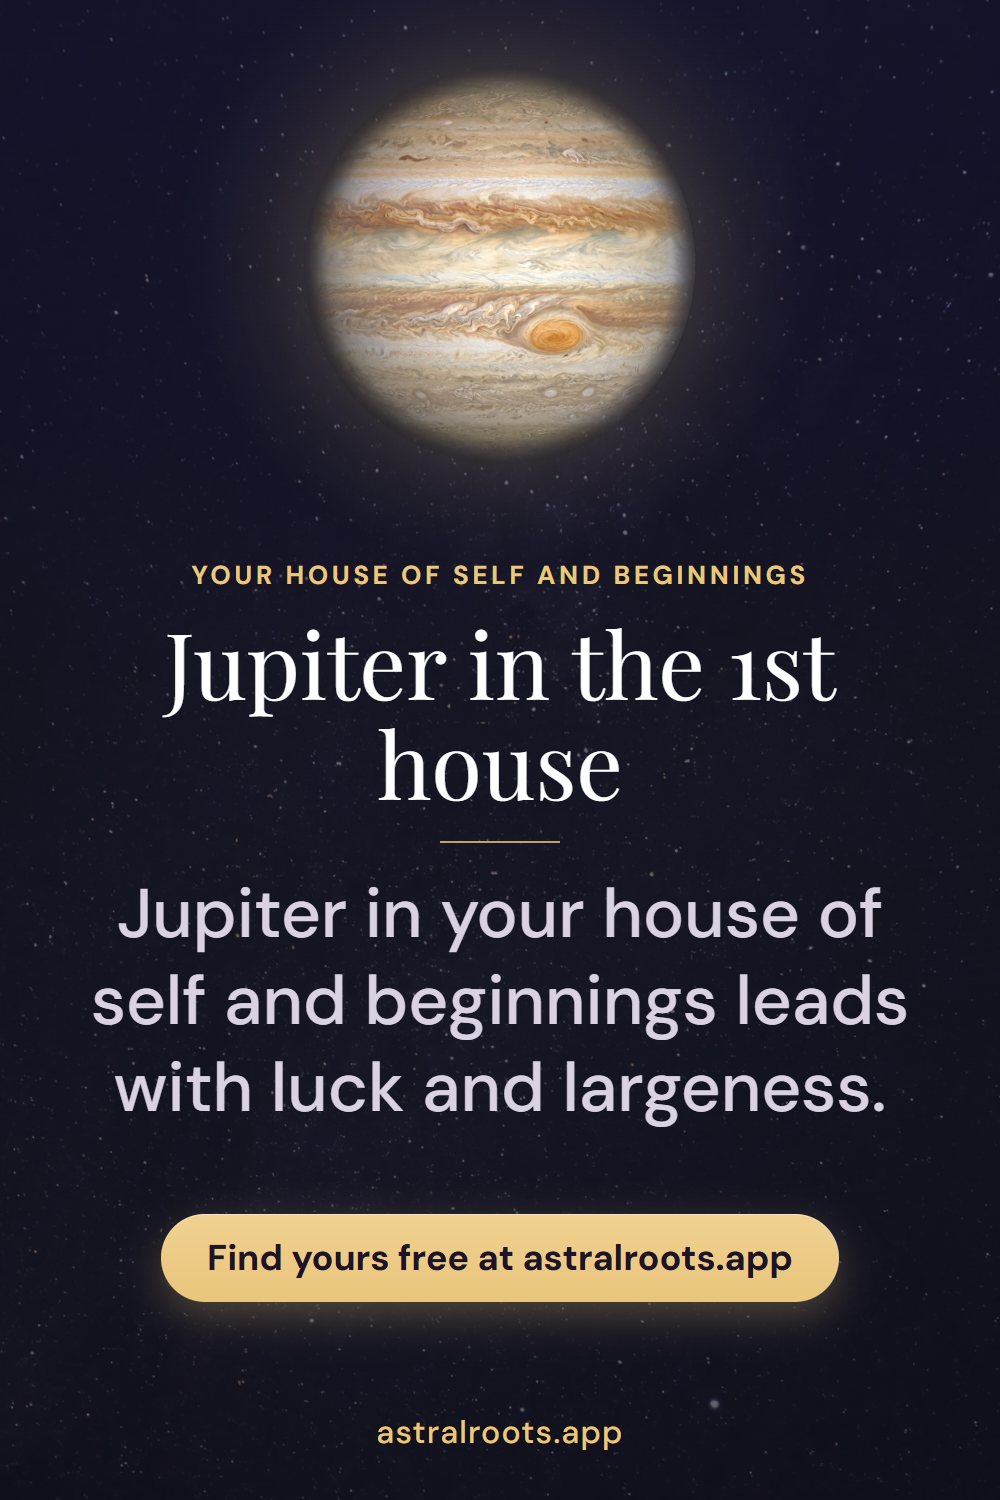 YOUR HOUSE OF SELF AND BEGINNINGS
Jupiter in the 1st
house
Jupiter in your house of
self and beginnings leads
with luck and largeness.
Find yours free at astralroots.app
astralroots.app